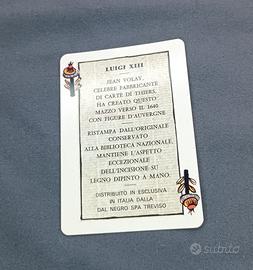 LUIGI XIII
JEAN VOLAY,
CELEBRE FABBRICANTE
DI CARTE DI THIERS,
HA CREATO QUESTO
MAZZO VERSO IL 1640
CON FIGURE D'AUVERGNE
RISTAMPA DALL'ORIGINALE
CONSERVATO
ALLA BIBLIOTECA NAZIONALE,
MANTIENE L'ASPETTO
ECCEZIONALE
DELL'INCISIONE SU
LEGNO DIPINTO A MANO.
DISTRIBUITO IN ESCLUSIVA
IN ITALIA DALLA
DAL NEGRO SPA TREVISO
subito